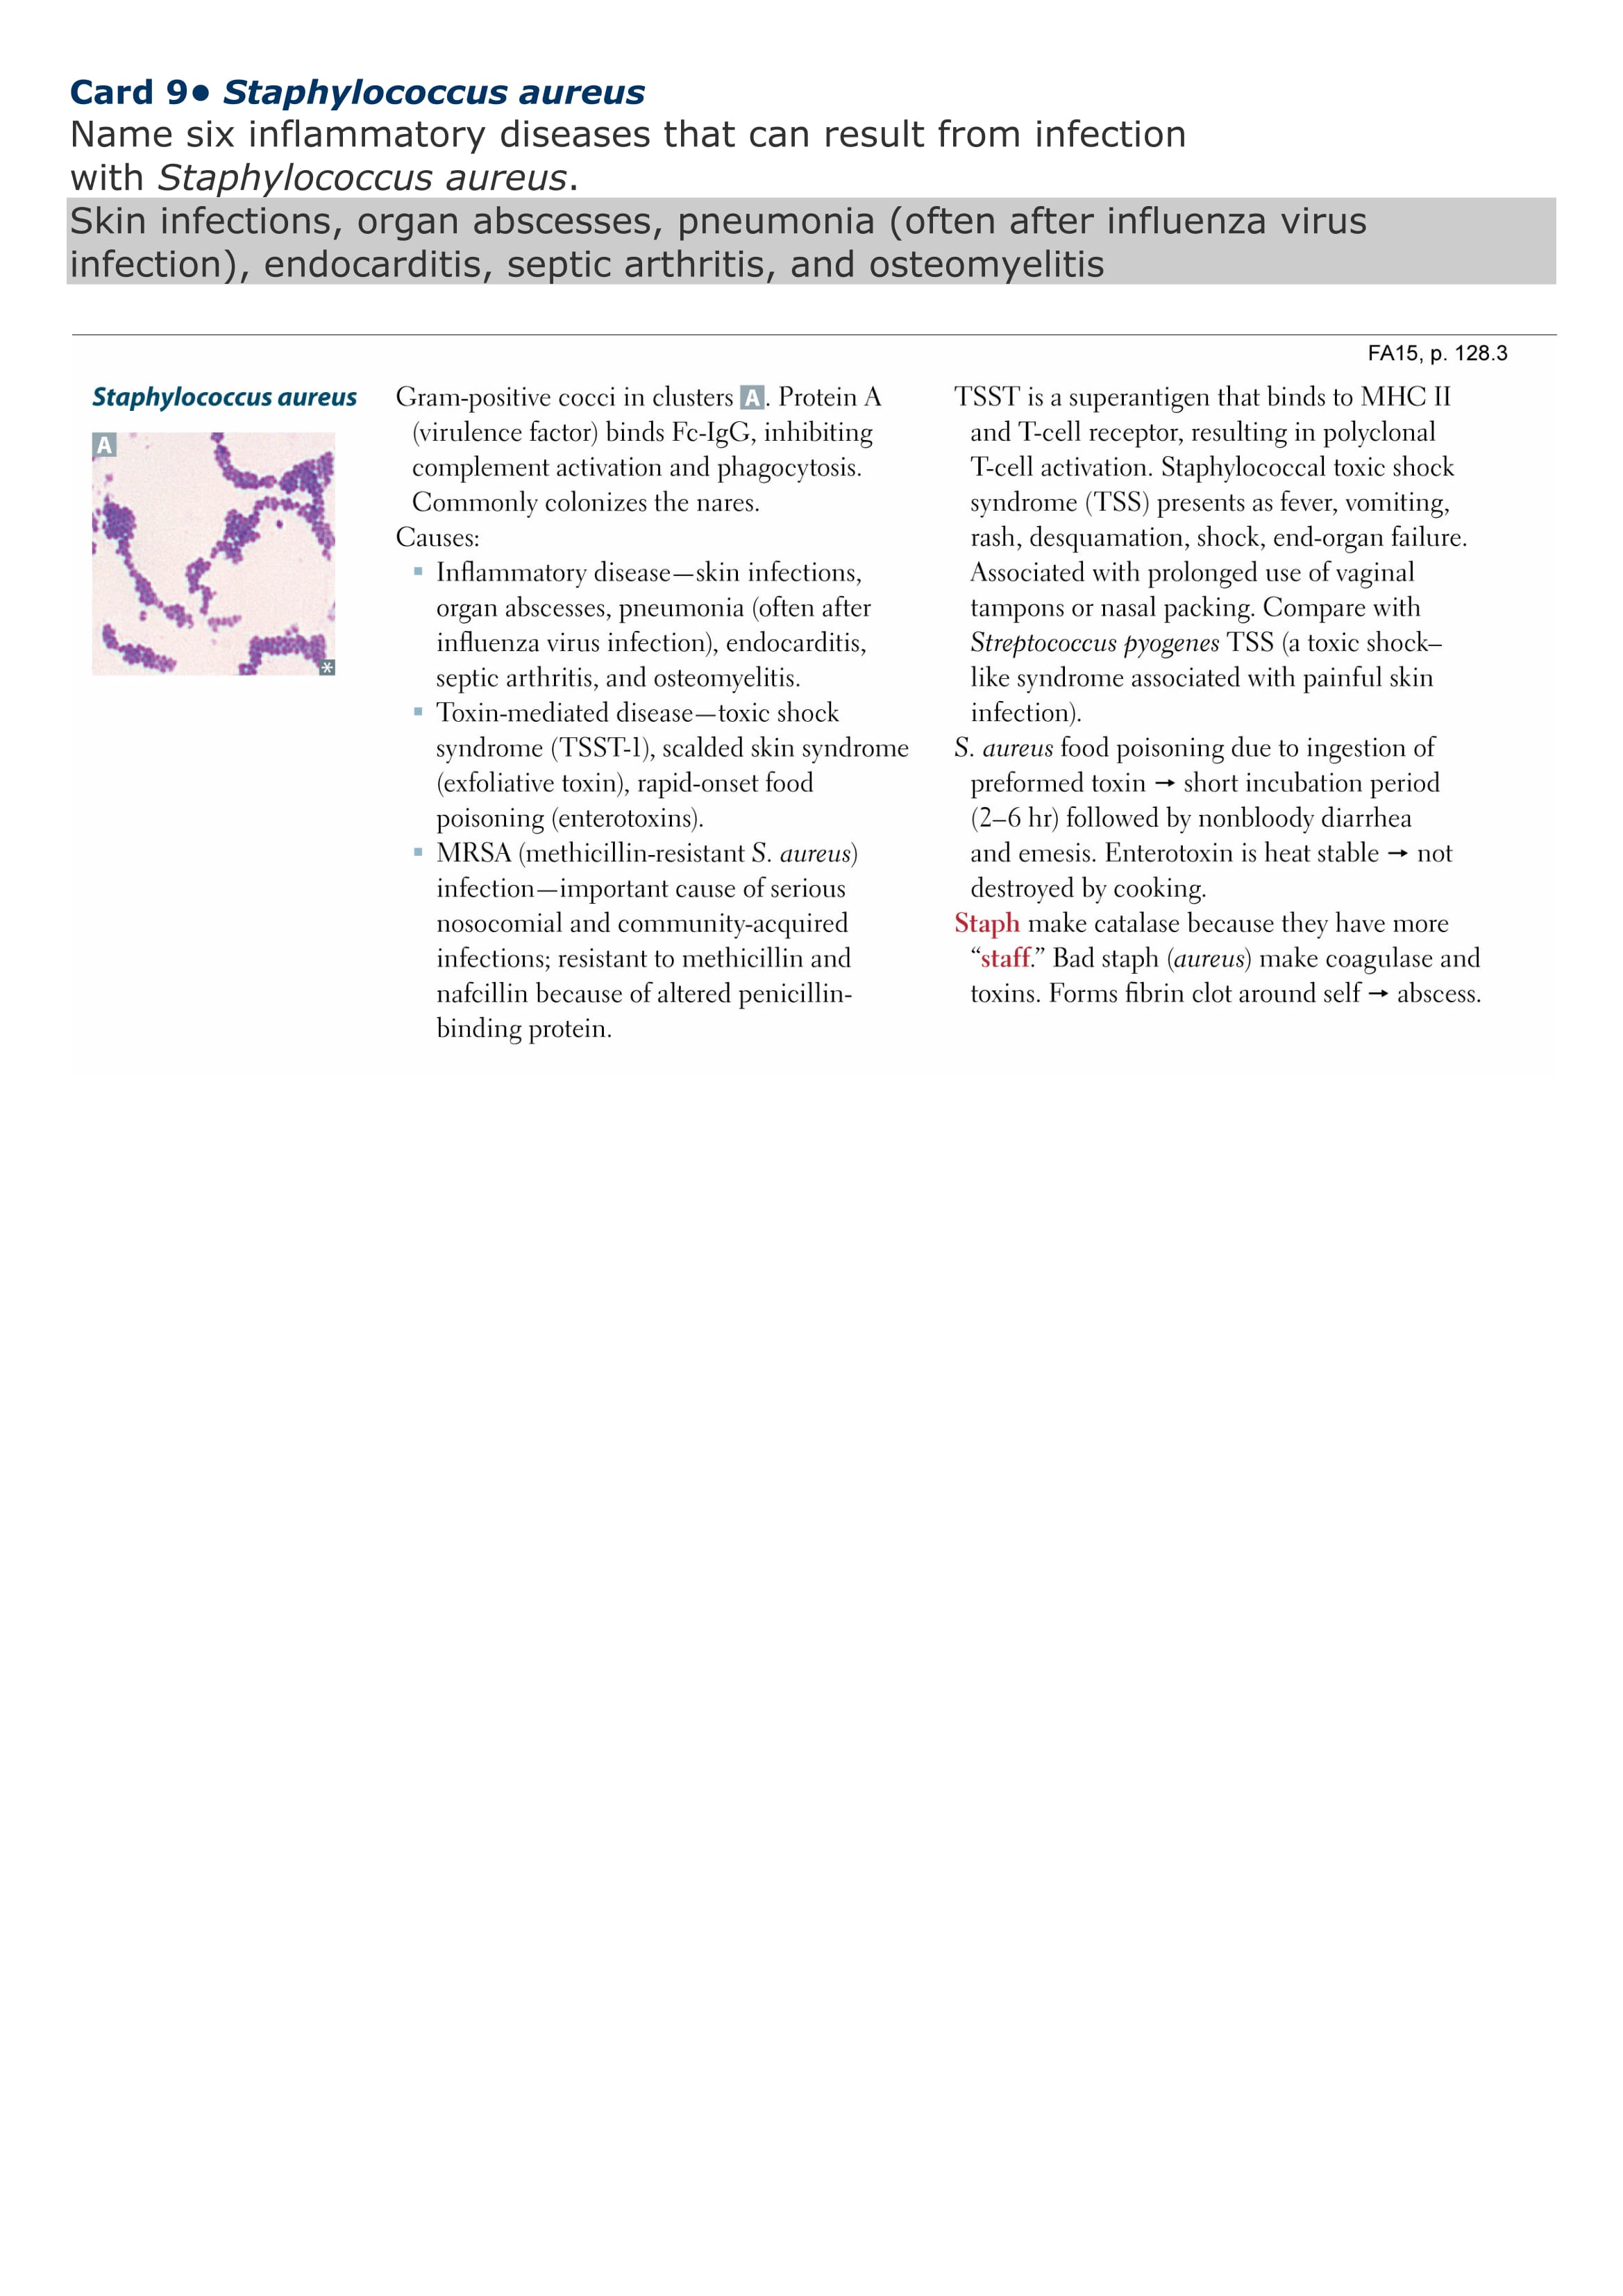 Card 9● Staphylococcus aureus
Name six inflammatory diseases that can result from infection
with Staphylococcus aureus.
Skin infections, organ abscesses, pneumonia (often after influenza virus
infection), endocarditis, septic arthritis, and osteomyelitis
FA15, p. 128.3
Staphylococcus aureus
A
*
Gram-positive cocci in clusters A. Protein A
(virulence factor) binds Fc-IgG, inhibiting
complement activation and phagocytosis.
Commonly colonizes the nares.
Causes:
▪ Inflammatory disease—skin infections,
organ abscesses, pneumonia (often after
influenza virus infection), endocarditis,
septic arthritis, and osteomyelitis.
▪ Toxin-mediated disease—toxic shock
syndrome (TSST-1), scalded skin syndrome
(exfoliative toxin), rapid-onset food
poisoning (enterotoxins).
▪ MRSA (methicillin-resistant S. aureus)
infection—important cause of serious
nosocomial and community-acquired
infections; resistant to methicillin and
nafcillin because of altered penicillin-
binding protein.
TSST is a superantigen that binds to MHC II
and T-cell receptor, resulting in polyclonal
T-cell activation. Staphylococcal toxic shock
syndrome (TSS) presents as fever, vomiting,
rash, desquamation, shock, end-organ failure.
Associated with prolonged use of vaginal
tampons or nasal packing. Compare with
Streptococcus pyogenes TSS (a toxic shock–
like syndrome associated with painful skin
infection).
S. aureus food poisoning due to ingestion of
preformed toxin → short incubation period
(2–6 hr) followed by nonbloody diarrhea
and emesis. Enterotoxin is heat stable → not
destroyed by cooking.
Staph make catalase because they have more
“staff.” Bad staph (aureus) make coagulase and
toxins. Forms fibrin clot around self → abscess.